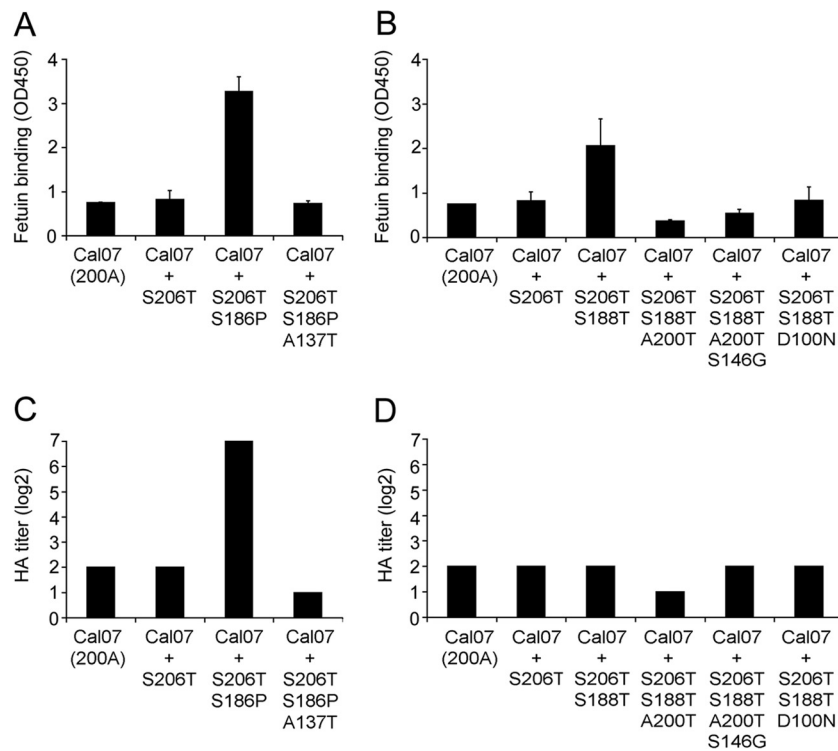 A
Fetuin binding (OD450)
4
3
2
1
0
Cal07
(200A)
Cal07
+
S206T
Cal07
+
S206T
S186P
Cal07
+
S206T
S186P
A137T
B
Fetuin binding (OD450)
4
3
2
1
0
Cal07
(200A)
Cal07
+
S206T
Cal07
+
S206T
S188T
Cal07
+
S206T
S188T
A200T
Cal07
+
S206T
S188T
A200T
S146G
Cal07
+
S206T
S188T
D100N
C
HA titer (log2)
7
6
5
4
3
2
1
0
Cal07
(200A)
Cal07
+
S206T
Cal07
+
S206T
S186P
Cal07
+
S206T
S186P
A137T
D
HA titer (log2)
7
6
5
4
3
2
1
0
Cal07
(200A)
Cal07
+
S206T
Cal07
+
S206T
S188T
Cal07
+
S206T
S188T
A200T
Cal07
+
S206T
S188T
A200T
S146G
Cal07
+
S206T
S188T
D100N